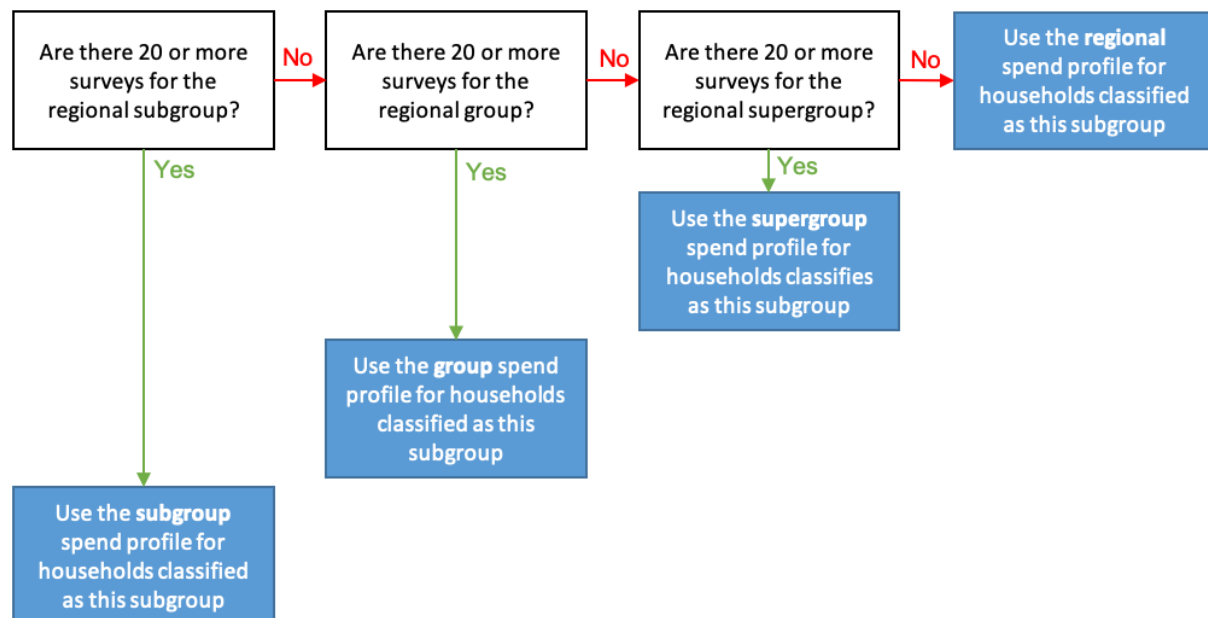 Are there 20 or more
surveys for the
regional subgroup?
No
Are there 20 or more
surveys for the
regional group?
No
Are there 20 or more
surveys for the
regional supergroup?
No
Use the regional
spend profile for
households classified
as this subgroup
Yes
Yes
Yes
Use the supergroup
spend profile for
households classifies
as this subgroup
Use the group spend
profile for households
classified as this
subgroup
Use the subgroup
spend profile for
households classified
as this subgroup